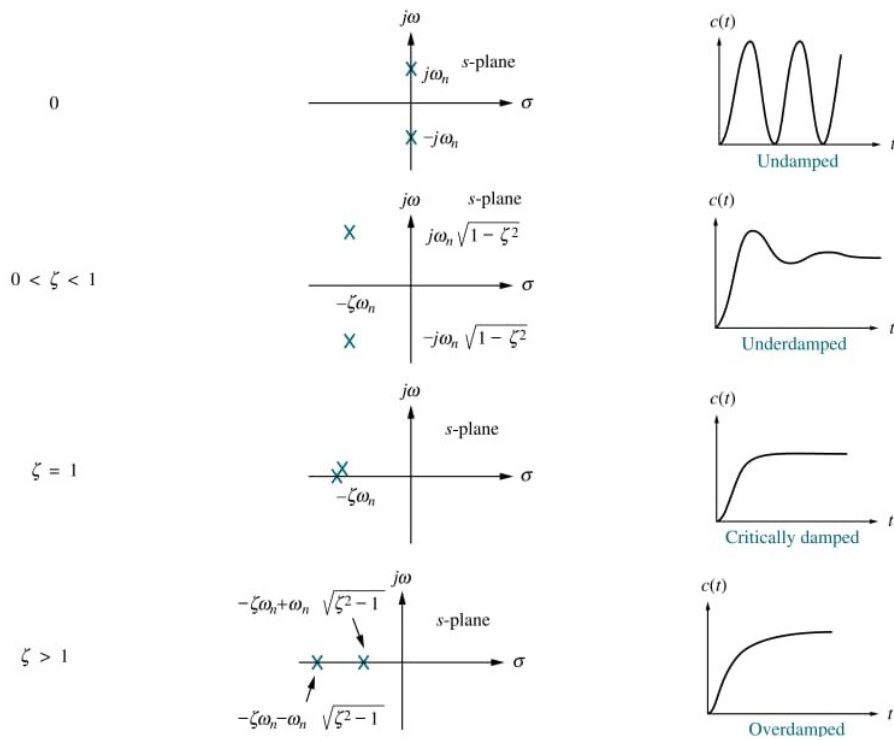 jω
c(t)
s-plane
jωₙ
0
σ
−jωₙ
t
Undamped
jω
s-plane
c(t)
jωₙ √1 − ζ²
0 < ζ < 1
σ
−ζωₙ
−jωₙ √1 − ζ²
t
Underdamped
jω
c(t)
s-plane
ζ = 1
σ
−ζωₙ
t
Critically damped
jω
c(t)
−ζωₙ+ωₙ √ζ² − 1
s-plane
ζ > 1
σ
−ζωₙ−ωₙ √ζ² − 1
t
Overdamped